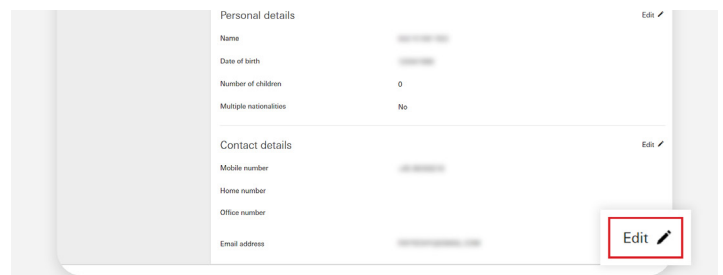 Personal details Edit
Name
Date of birth
Number of children 0
Multiple nationalities No
Contact details Edit
Mobile number
Home number
Office number
Email address
Edit